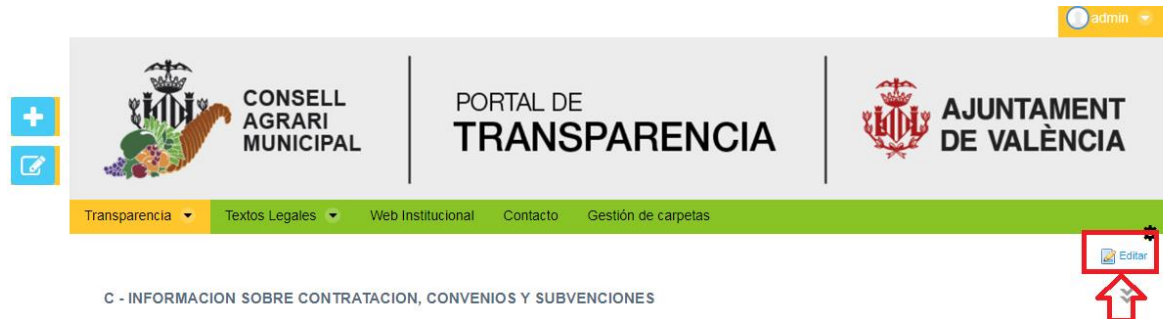 admin
CONSELL
AGRARI
MUNICIPAL
PORTAL DE
TRANSPARENCIA
AJUNTAMENT
DE VALÈNCIA
Transparencia Textos Legales Web Institucional Contacto Gestión de carpetas
Editar
C - INFORMACION SOBRE CONTRATACION, CONVENIOS Y SUBVENCIONES